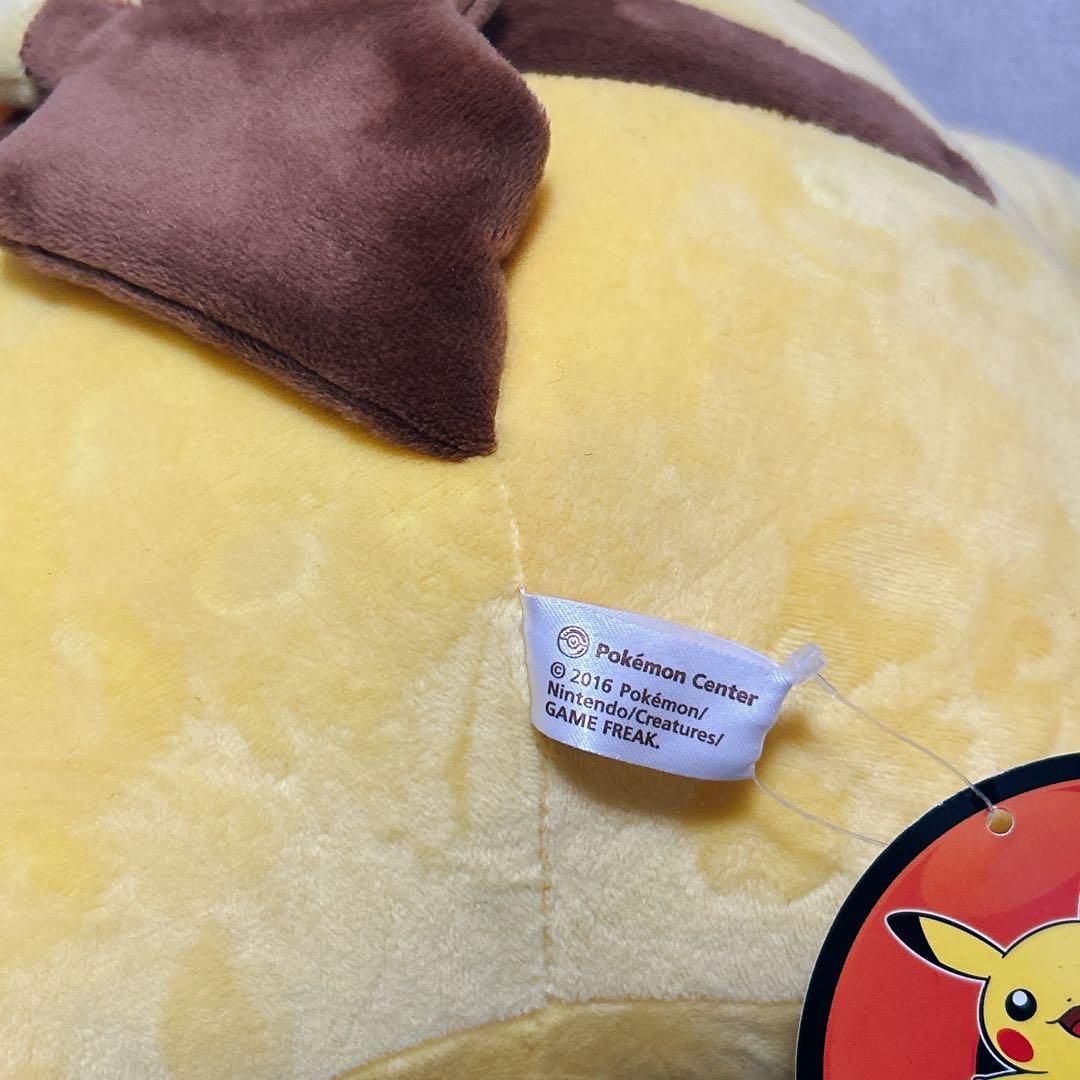 Pokémon Center
© 2016 Pokémon/
Nintendo/Creatures/
GAME FREAK.